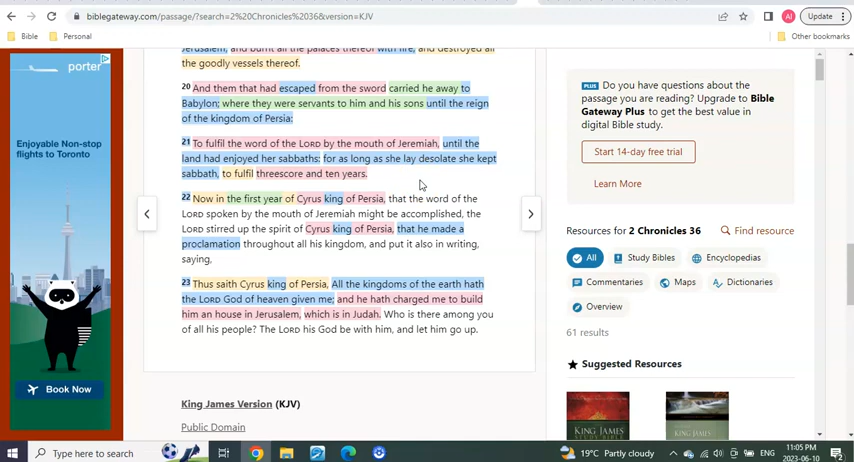 biblegateway.com/passage/?search=2%20Chronicles%2036&version=KJV
AI
Update
Bible
Personal
Other bookmarks
porter
Enjoyable Non-stop
flights to Toronto
Book Now
Jerusalem, and burnt all the palaces thereof with fire, and destroyed all
the goodly vessels thereof.
20 And them that had escaped from the sword carried he away to
Babylon; where they were servants to him and his sons until the reign
of the kingdom of Persia:
21 To fulfil the word of the LORD by the mouth of Jeremiah, until the
land had enjoyed her sabbaths: for as long as she lay desolate she kept
sabbath, to fulfil threescore and ten years.
22 Now in the first year of Cyrus king of Persia, that the word of the
LORD spoken by the mouth of Jeremiah might be accomplished, the
LORD stirred up the spirit of Cyrus king of Persia, that he made a
proclamation throughout all his kingdom, and put it also in writing,
saying,
23 Thus saith Cyrus king of Persia, All the kingdoms of the earth hath
the LORD God of heaven given me; and he hath charged me to build
him an house in Jerusalem, which is in Judah. Who is there among you
of all his people? The LORD his God be with him, and let him go up.
King James Version (KJV)
Public Domain
PLUS Do you have questions about the
passage you are reading? Upgrade to Bible
Gateway Plus to get the best value in
digital Bible study.
Start 14-day free trial
Learn More
Resources for 2 Chronicles 36
Find resource
All
Study Bibles
Encyclopedias
Commentaries
Maps
Dictionaries
Overview
61 results
Suggested Resources
KING JAMES
STUDY BIBLE
KING JAMES
Type here to search
19°C Partly cloudy
ENG
11:05 PM
2023-06-10
2